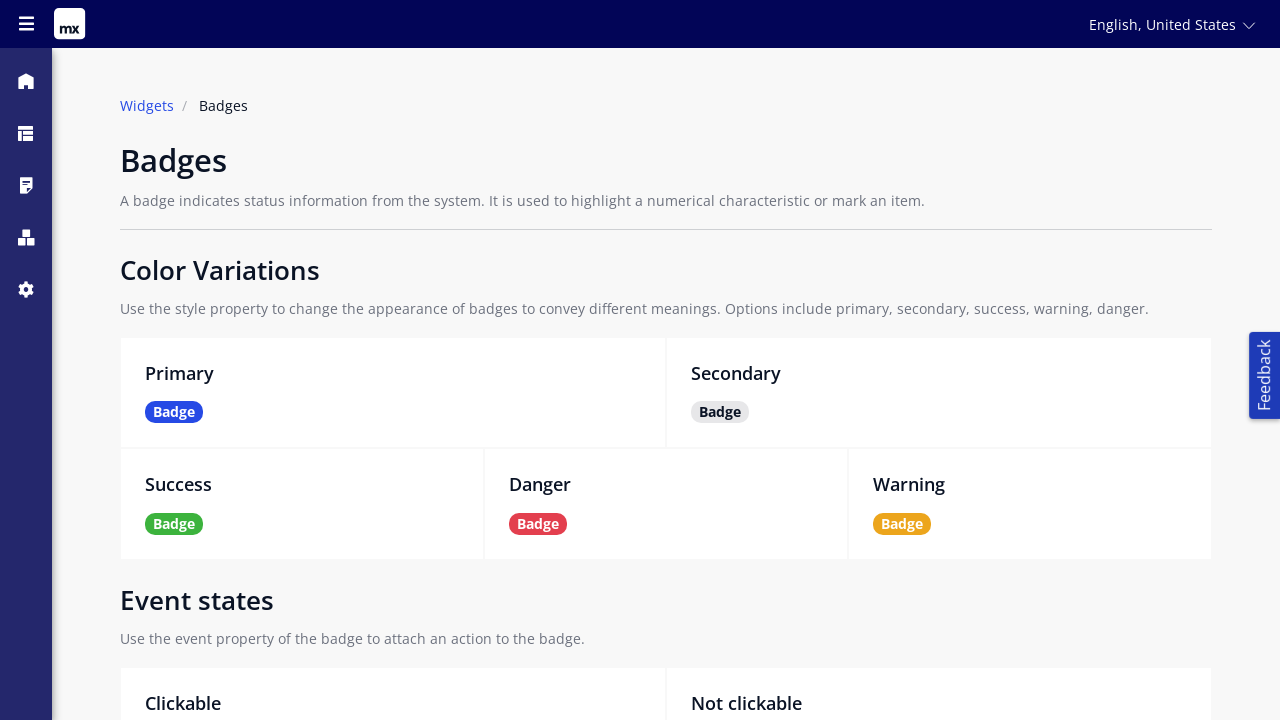 mx
English, United States
Widgets / Badges
Badges
A badge indicates status information from the system. It is used to highlight a numerical characteristic or mark an item.
Color Variations
Use the style property to change the appearance of badges to convey different meanings. Options include primary, secondary, success, warning, danger.
Primary
Badge
Secondary
Badge
Success
Badge
Danger
Badge
Warning
Badge
Event states
Use the event property of the badge to attach an action to the badge.
Clickable
Not clickable
Feedback